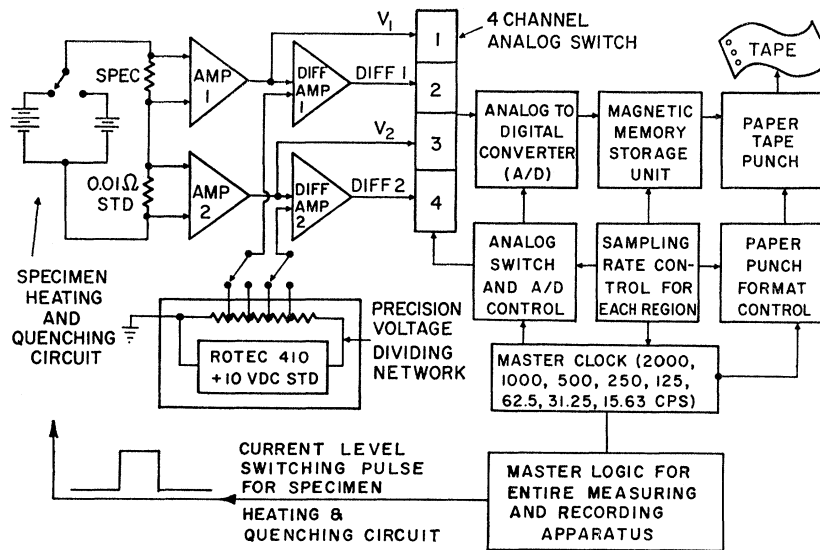 V1
4 CHANNEL
ANALOG SWITCH
TAPE
SPEC
AMP
1
DIFF
AMP
1
DIFF 1
1
2
3
4
V2
0.01Ω
STD
AMP
2
DIFF
AMP
2
DIFF 2
ANALOG TO
DIGITAL
CONVERTER
(A/D)
MAGNETIC
MEMORY
STORAGE
UNIT
PAPER
TAPE
PUNCH
SPECIMEN
HEATING
AND
QUENCHING
CIRCUIT
PRECISION
VOLTAGE
DIVIDING
NETWORK
ROTEC 410
+10 VDC STD
ANALOG
SWITCH
AND A/D
CONTROL
SAMPLING
RATE CON-
TROL FOR
EACH REGION
PAPER
PUNCH
FORMAT
CONTROL
MASTER CLOCK (2000,
1000, 500, 250, 125,
62.5, 31.25, 15.63 CPS)
CURRENT LEVEL
SWITCHING PULSE
FOR SPECIMEN
HEATING &
QUENCHING CIRCUIT
MASTER LOGIC FOR
ENTIRE MEASURING
AND RECORDING
APPARATUS